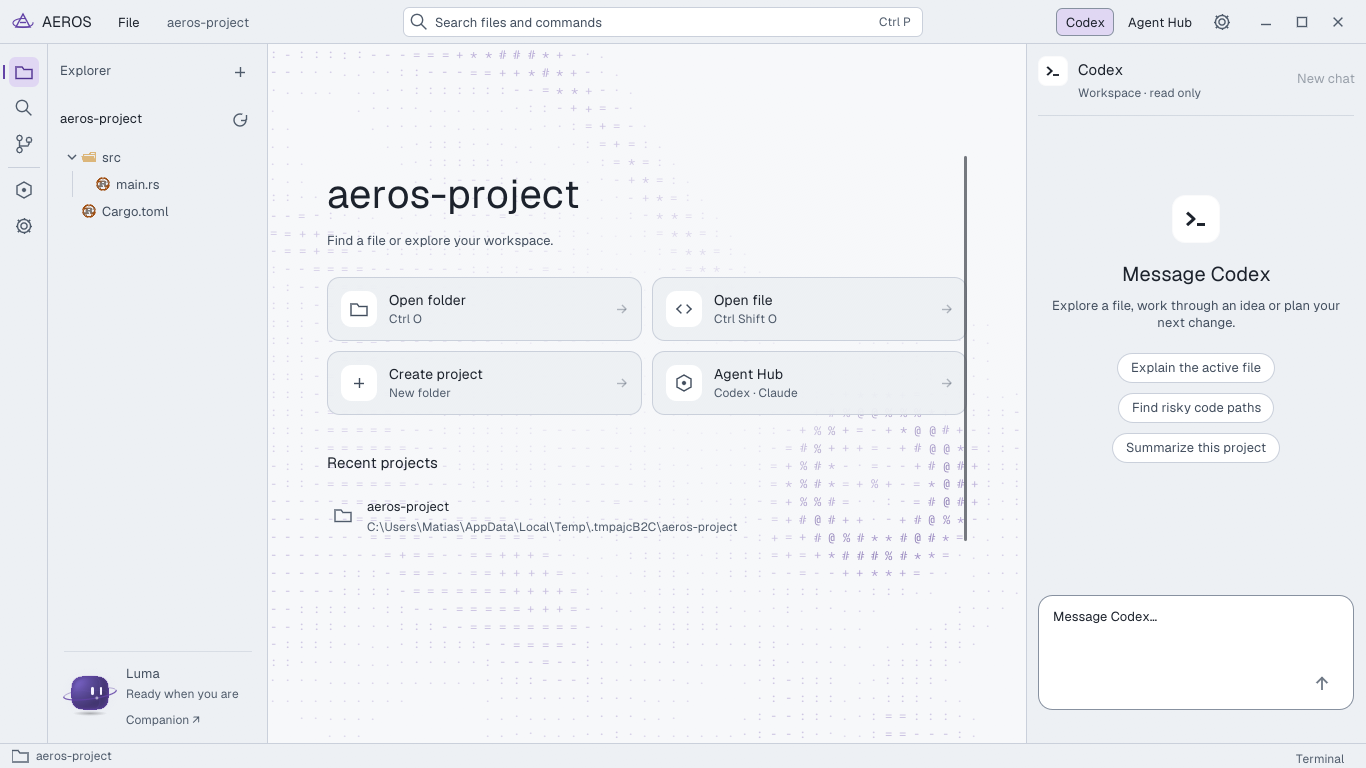 AEROS File aeros-project Search files and commands Ctrl P Codex Agent Hub
Explorer
aeros-project
src
main.rs
Cargo.toml
Luma
Ready when you are
Companion
aeros-project
Find a file or explore your workspace.
Open folder
Ctrl O
Open file
Ctrl Shift O
Create project
New folder
Agent Hub
Codex · Claude
Recent projects
aeros-project
C:\Users\Matias\AppData\Local\Temp\.tmpajcB2C\aeros-project
Codex
Workspace · read only
New chat
Message Codex
Explore a file, work through an idea or plan your
next change.
Explain the active file
Find risky code paths
Summarize this project
Message Codex…
aeros-project
Terminal